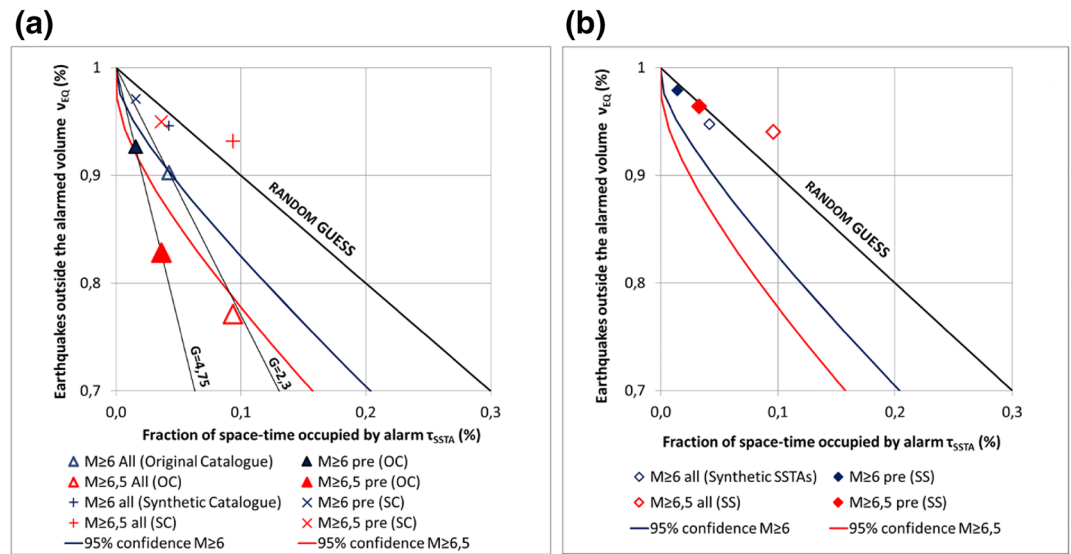 (a)
Earthquakes outside the alarmed volume νEQ (%)
1
0,9
0,8
0,7
RANDOM GUESS
G=4,75
G=2,3
0,0 0,1 0,2 0,3
Fraction of space-time occupied by alarm τSSTA (%)
M≥6 All (Original Catalogue) M≥6 pre (OC)
M≥6,5 All (OC) M≥6,5 pre (OC)
M≥6 all (Synthetic Catalogue) M≥6 pre (SC)
M≥6,5 all (SC) M≥6,5 pre (SC)
95% confidence M≥6 95% confidence M≥6,5
(b)
Earthquakes outside the alarmed volume νEQ (%)
1
0,9
0,8
0,7
RANDOM GUESS
0,0 0,1 0,2 0,3
Fraction of space-time occupied by alarm τSSTA (%)
M≥6 all (Synthetic SSTAs) M≥6 pre (SS)
M≥6,5 all (SS) M≥6,5 pre (SS)
95% confidence M≥6 95% confidence M≥6,5